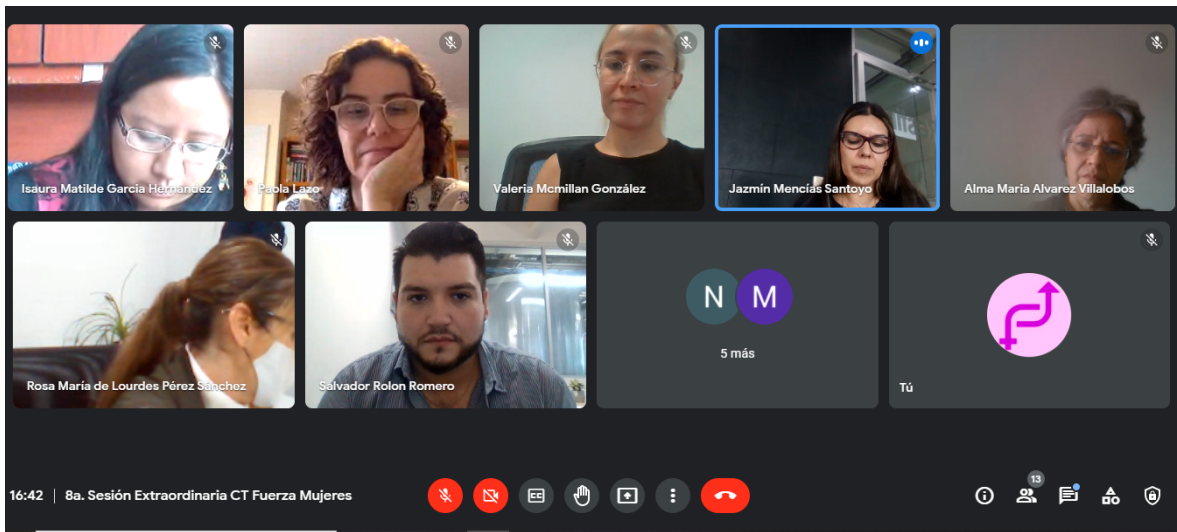 Isaura Matilde Garcia Hernández
Paola Lazo
Valeria Mcmillan González
Jazmín Mencías Santoyo
Alma Maria Alvarez Villalobos
Rosa María de Lourdes Pérez Sánchez
Salvador Rolon Romero
N M
5 más
Tú
16:42 | 8a. Sesión Extraordinaria CT Fuerza Mujeres
CC
13